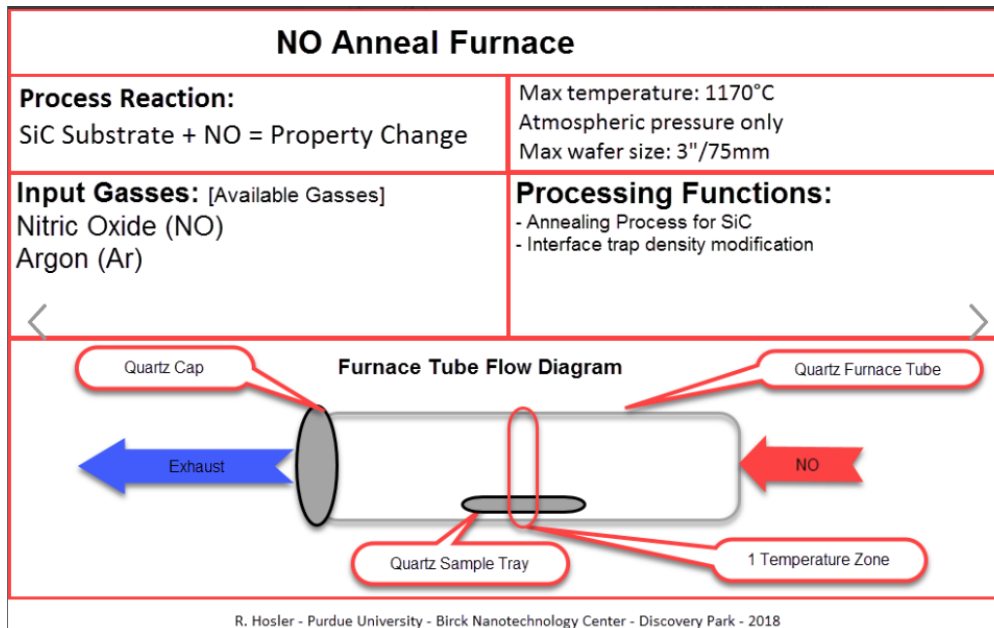 NO Anneal Furnace
Process Reaction:
SiC Substrate + NO = Property Change
Max temperature: 1170°C
Atmospheric pressure only
Max wafer size: 3"/75mm
Input Gasses: [Available Gasses]
Nitric Oxide (NO)
Argon (Ar)
Processing Functions:
- Annealing Process for SiC
- Interface trap density modification
Furnace Tube Flow Diagram
Quartz Cap
Quartz Furnace Tube
Exhaust
NO
Quartz Sample Tray
1 Temperature Zone
R. Hosler - Purdue University - Birck Nanotechnology Center - Discovery Park - 2018